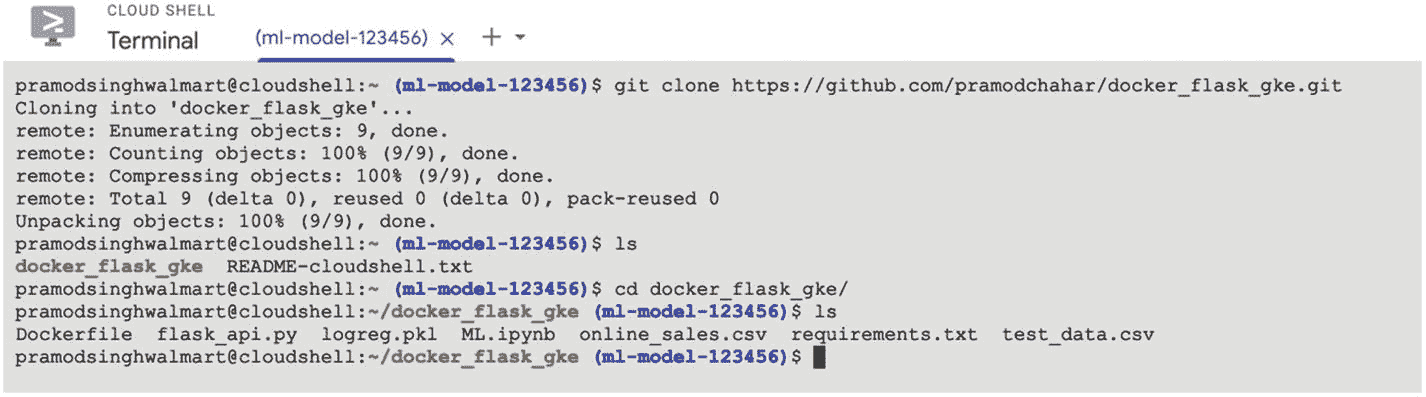 CLOUD SHELL
Terminal (ml-model-123456) × + ▾
pramodsinghwalmart@cloudshell:~ (ml-model-123456)$ git clone https://github.com/pramodchahar/docker_flask_gke.git
Cloning into 'docker_flask_gke'...
remote: Enumerating objects: 9, done.
remote: Counting objects: 100% (9/9), done.
remote: Compressing objects: 100% (9/9), done.
remote: Total 9 (delta 0), reused 0 (delta 0), pack-reused 0
Unpacking objects: 100% (9/9), done.
pramodsinghwalmart@cloudshell:~ (ml-model-123456)$ ls
docker_flask_gke  README-cloudshell.txt
pramodsinghwalmart@cloudshell:~ (ml-model-123456)$ cd docker_flask_gke/
pramodsinghwalmart@cloudshell:~/docker_flask_gke (ml-model-123456)$ ls
Dockerfile  flask_api.py  logreg.pkl  ML.ipynb  online_sales.csv  requirements.txt  test_data.csv
pramodsinghwalmart@cloudshell:~/docker_flask_gke (ml-model-123456)$